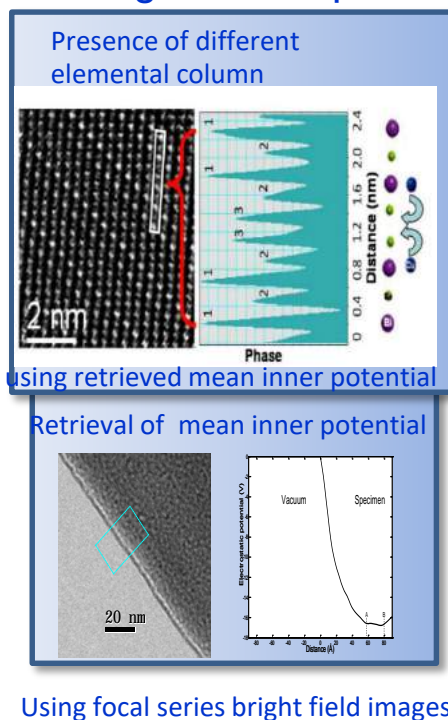 Presence of different
elemental column
2 nm
1
2
1
2
3
3
2
1
2
1
2
Phase
0
0.4
0.8
1.2
1.6
2.0
2.4
Distance (nm)
using retrieved mean inner potential
Retrieval of mean inner potential
20 nm
Electrostatic potential (V)
Vacuum
Specimen
A
B
Distance (Å)
Using focal series bright field images